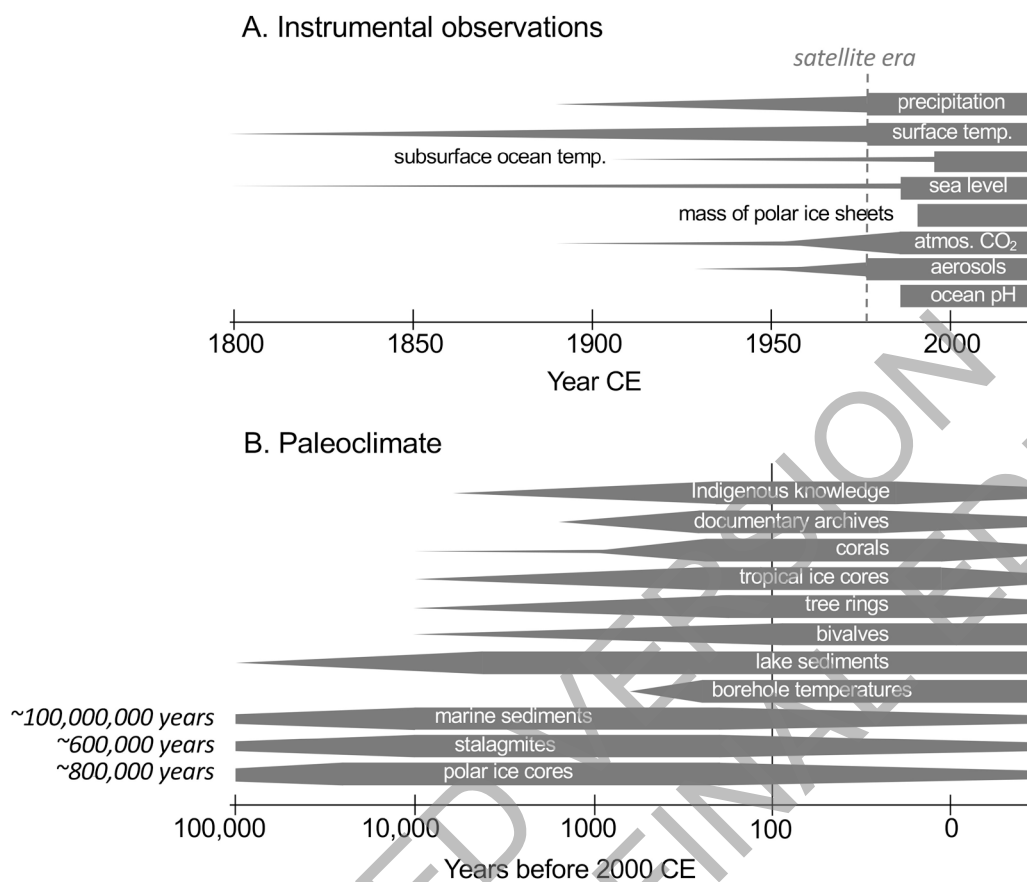 A. Instrumental observations
satellite era
precipitation
surface temp.
subsurface ocean temp.
sea level
mass of polar ice sheets
atmos. CO₂
aerosols
ocean pH
1800 1850 1900 1950 2000
Year CE
B. Paleoclimate
Indigenous knowledge
documentary archives
corals
tropical ice cores
tree rings
bivalves
lake sediments
borehole temperatures
~100,000,000 years marine sediments
~600,000 years stalagmites
~800,000 years polar ice cores
100,000 10,000 1000 100 0
Years before 2000 CE
VERSION
FINAL